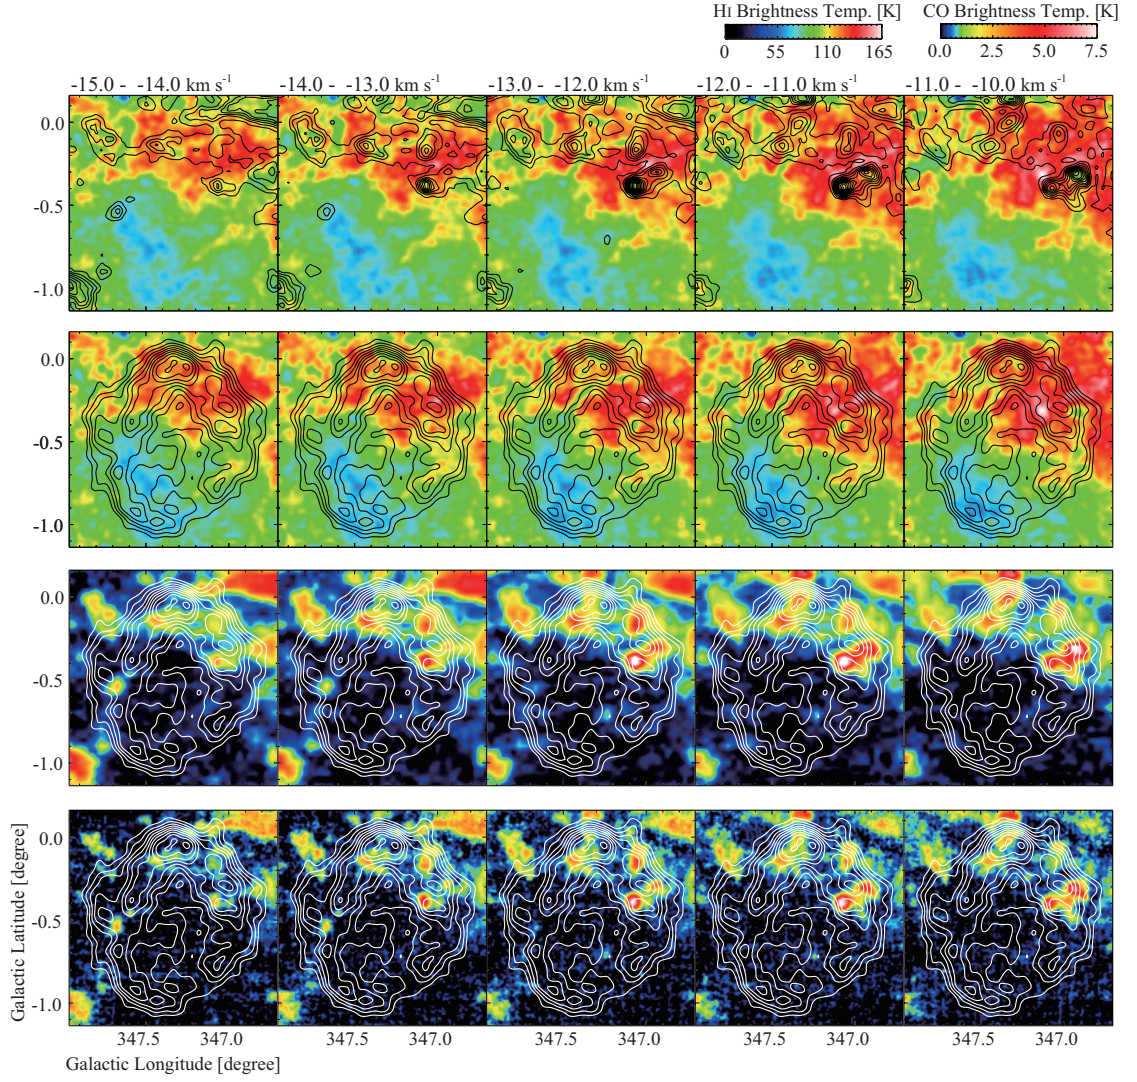 HI Brightness Temp. [K] CO Brightness Temp. [K]
0 55 110 165 0.0 2.5 5.0 7.5
-15.0 - -14.0 km s-1 -14.0 - -13.0 km s-1 -13.0 - -12.0 km s-1 -12.0 - -11.0 km s-1 -11.0 - -10.0 km s-1
0.0
-0.5
-1.0
0.0
-0.5
-1.0
0.0
-0.5
-1.0
0.0
-0.5
-1.0
Galactic Latitude [degree]
347.5 347.0 347.5 347.0 347.5 347.0 347.5 347.0 347.5 347.0
Galactic Longitude [degree]